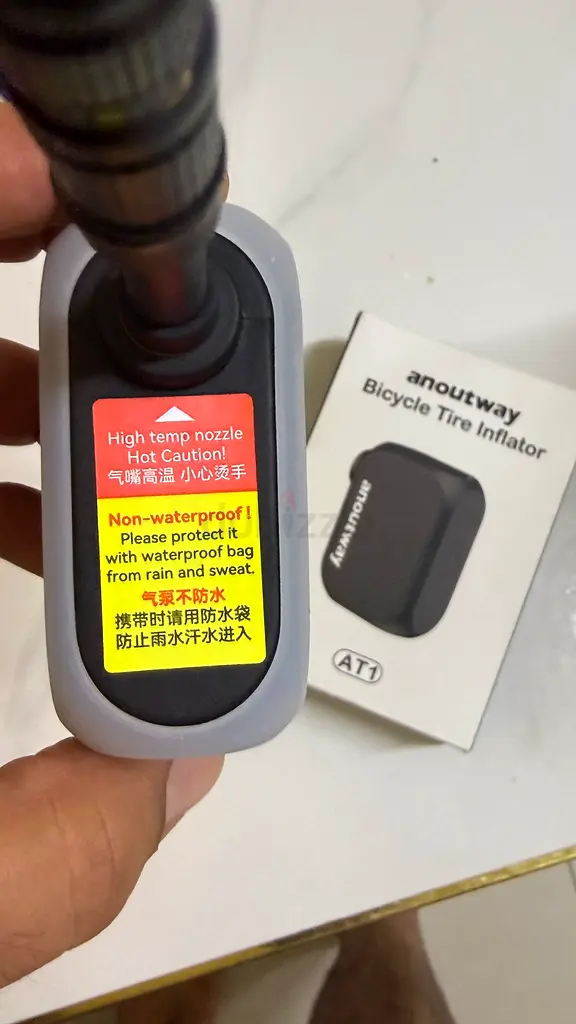 High temp nozzle
Hot Caution!
气嘴高温 小心烫手
Non-waterproof !
Please protect it
with waterproof bag
from rain and sweat.
气泵不防水
携带时请用防水袋
防止雨水汗水进入
anoutway
Bicycle Tire Inflator
anoutway
AT1